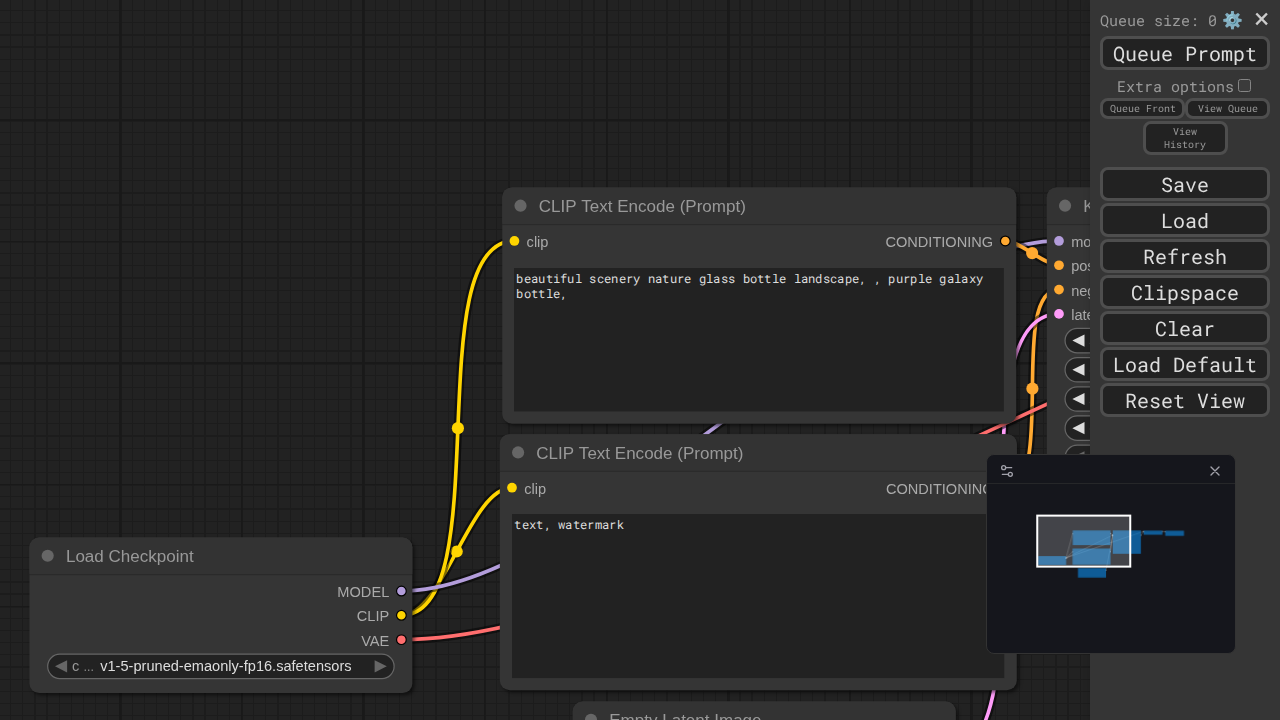 Queue size: 0
Queue Prompt
Extra options
Queue Front
View Queue
View
History
Save
Load
Refresh
Clipspace
Clear
Load Default
Reset View
CLIP Text Encode (Prompt)
clip
CONDITIONING
beautiful scenery nature glass bottle landscape, , purple galaxy
bottle,
K
mo
pos
neg
late
CLIP Text Encode (Prompt)
clip
CONDITIONING
text, watermark
Load Checkpoint
MODEL
CLIP
VAE
c ... v1-5-pruned-emaonly-fp16.safetensors
Empty Latent Image